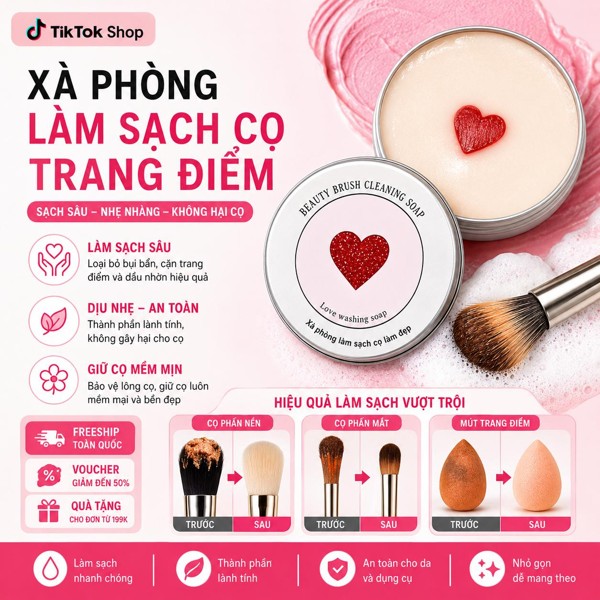 TikTok Shop
XÀ PHÒNG
LÀM SẠCH CỌ
TRANG ĐIỂM
SẠCH SÂU – NHẸ NHÀNG – KHÔNG HẠI CỌ
LÀM SẠCH SÂU
Loại bỏ bụi bẩn, cặn trang
điểm và dầu nhờn hiệu quả
DỊU NHẸ – AN TOÀN
Thành phần lành tính,
không gây hại cho cọ
GIỮ CỌ MỀM MỊN
Bảo vệ lông cọ, giữ cọ luôn
mềm mại và bền đẹp
BEAUTY BRUSH CLEANING SOAP
Love washing soap
Xà phòng làm sạch cọ làm đẹp
FREESHIP
TOÀN QUỐC
VOUCHER
GIẢM ĐẾN 50%
QUÀ TẶNG
CHO ĐƠN TỪ 199K
HIỆU QUẢ LÀM SẠCH VƯỢT TRỘI
CỌ PHẤN NỀN
TRƯỚC
SAU
CỌ PHẤN MẮT
TRƯỚC
SAU
MÚT TRANG ĐIỂM
TRƯỚC
SAU
Làm sạch
nhanh chóng
Thành phần
lành tính
An toàn cho da
và dụng cụ
Nhỏ gọn
dễ mang theo